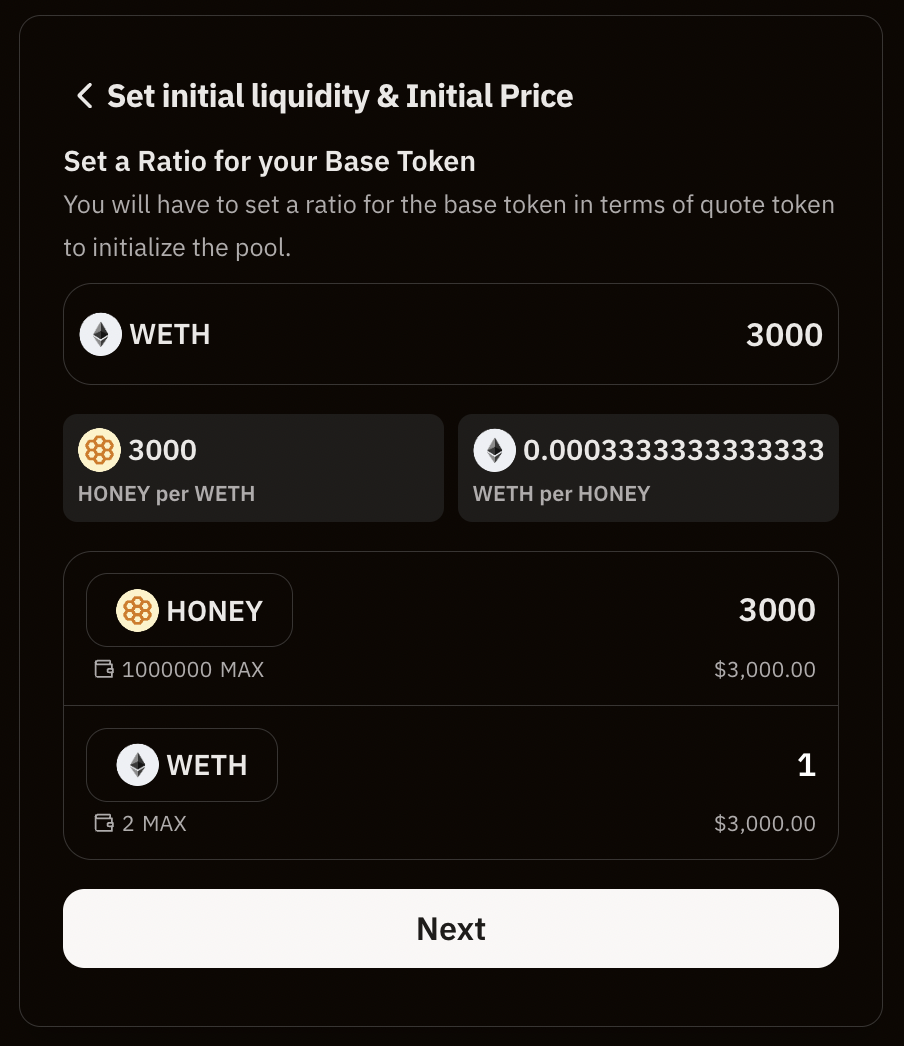 Set initial liquidity & Initial Price
Set a Ratio for your Base Token
You will have to set a ratio for the base token in terms of quote token
to initialize the pool.
WETH 3000
3000 0.0003333333333333
HONEY per WETH WETH per HONEY
HONEY 3000
1000000 MAX $3,000.00
WETH 1
2 MAX $3,000.00
Next